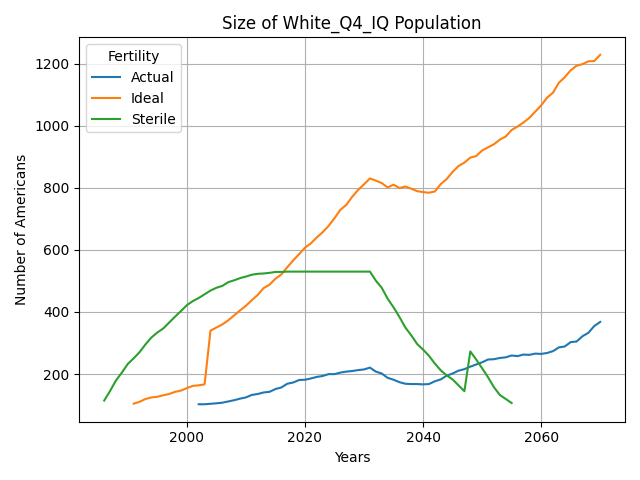 Size of White_Q4_IQ Population
Fertility
Actual
Ideal
Sterile
Number of Americans
1200
1000
800
600
400
200
2000
2020
2040
2060
Years